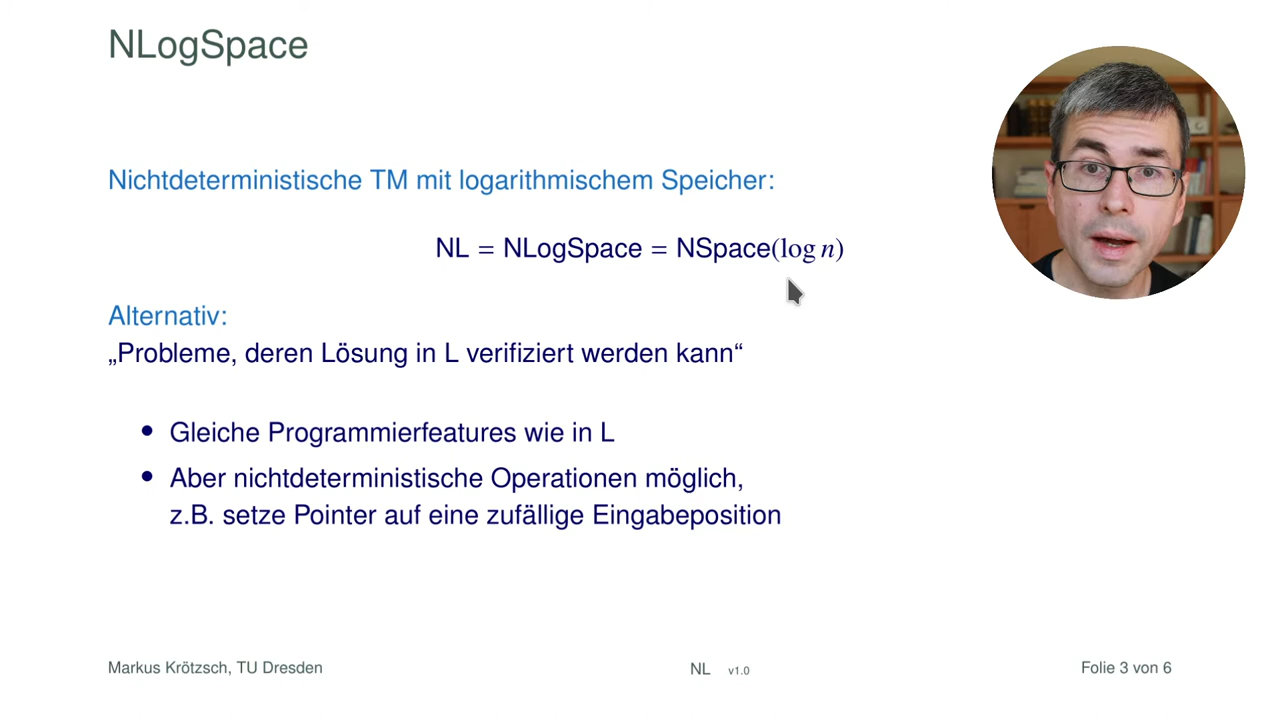 NLogSpace
Nichtdeterministische TM mit logarithmischem Speicher:
NL = NLogSpace = NSpace(log n)
Alternativ:
„Probleme, deren Lösung in L verifiziert werden kann“
• Gleiche Programmierfeatures wie in L
• Aber nichtdeterministische Operationen möglich,
z.B. setze Pointer auf eine zufällige Eingabeposition
Markus Krötzsch, TU Dresden
NL v1.0
Folie 3 von 6